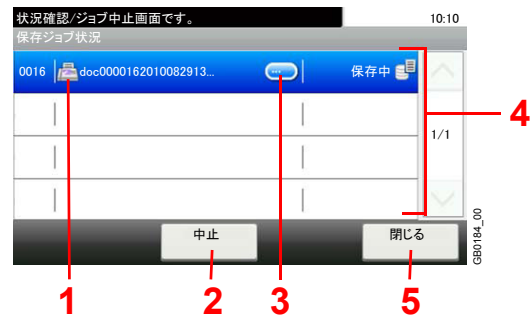 状況確認/ジョブ中止画面です。 10:10
保存ジョブ状況
0016 doc0000162010082913... ... 保存中
1/1
中止 閉じる
GB0184_00
1 2 3 4 5